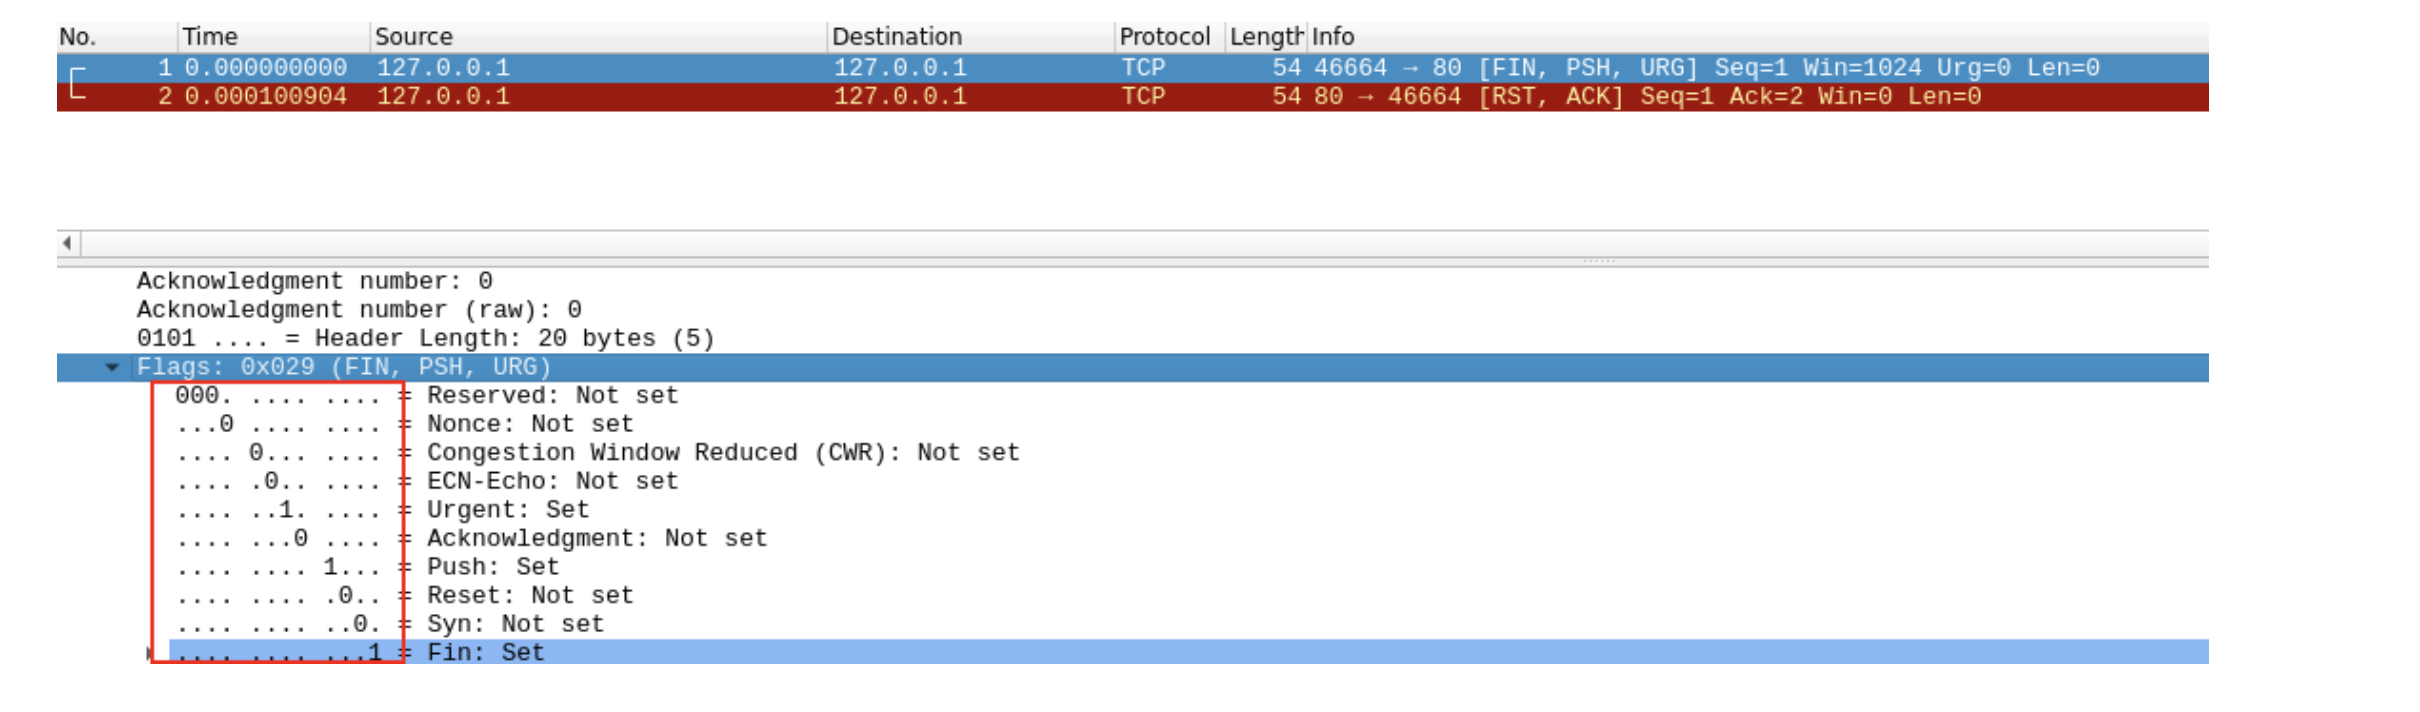 No. Time Source Destination Protocol Length Info
1 0.000000000 127.0.0.1 127.0.0.1 TCP 54 46664 → 80 [FIN, PSH, URG] Seq=1 Win=1024 Urg=0 Len=0
2 0.000100904 127.0.0.1 127.0.0.1 TCP 54 80 → 46664 [RST, ACK] Seq=1 Ack=2 Win=0 Len=0
Acknowledgment number: 0
Acknowledgment number (raw): 0
0101 .... = Header Length: 20 bytes (5)
Flags: 0x029 (FIN, PSH, URG)
000. .... .... = Reserved: Not set
...0 .... .... = Nonce: Not set
.... 0... .... = Congestion Window Reduced (CWR): Not set
.... .0.. .... = ECN-Echo: Not set
.... ..1. .... = Urgent: Set
.... ...0 .... = Acknowledgment: Not set
.... .... 1... = Push: Set
.... .... .0.. = Reset: Not set
.... .... ..0. = Syn: Not set
.... .... ...1 = Fin: Set